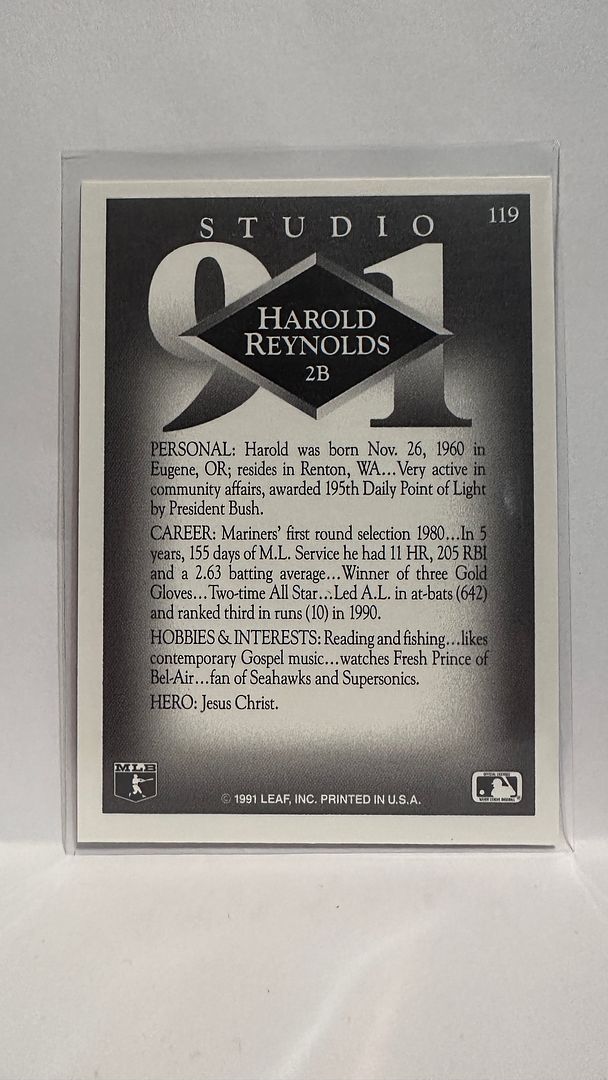 119
STUDIO
91
HAROLD
REYNOLDS
2B
PERSONAL: Harold was born Nov. 26, 1960 in
Eugene, OR; resides in Renton, WA...Very active in
community affairs, awarded 195th Daily Point of Light
by President Bush.
CAREER: Mariners' first round selection 1980...In 5
years, 155 days of M.L. Service he had 11 HR, 205 RBI
and a 2.63 batting average...Winner of three Gold
Gloves...Two-time All Star...Led A.L. in at-bats (642)
and ranked third in runs (10) in 1990.
HOBBIES & INTERESTS: Reading and fishing...likes
contemporary Gospel music...watches Fresh Prince of
Bel-Air...fan of Seahawks and Supersonics.
HERO: Jesus Christ.
MLB
© 1991 LEAF, INC. PRINTED IN U.S.A.
OFFICIAL LICENSEE
MAJOR LEAGUE BASEBALL